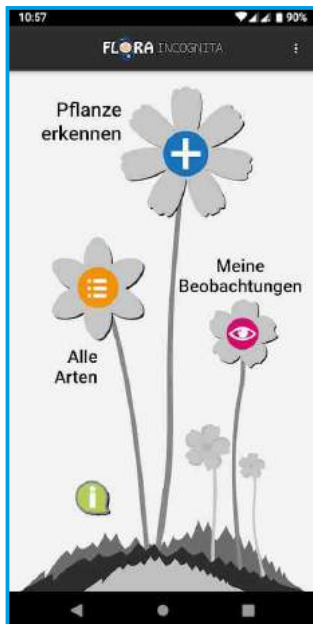 10:57
90%
FLORA INCOGNITA
Pflanze
erkennen
Meine
Beobachtungen
Alle
Arten
i